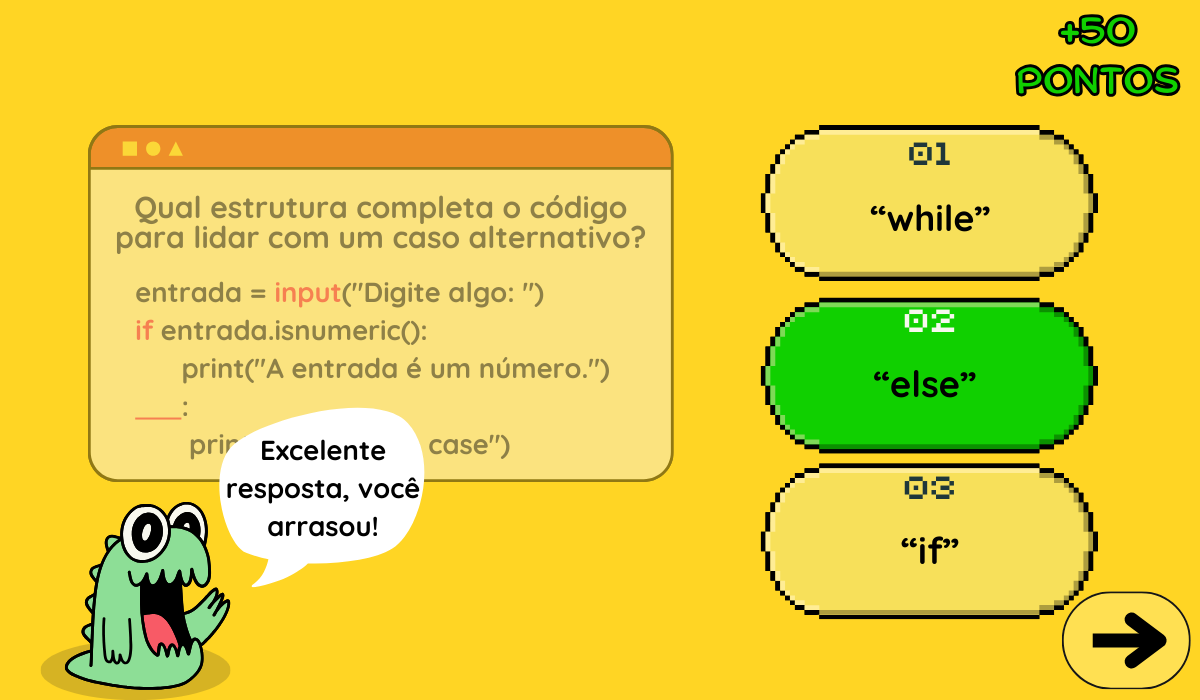 +50
PONTOS
Qual estrutura completa o código
para lidar com um caso alternativo?
entrada = input("Digite algo: ")
if entrada.isnumeric():
print("A entrada é um número.")
___:
case")
Excelente
resposta, você
arrasou!
01
“while”
02
“else”
03
“if”